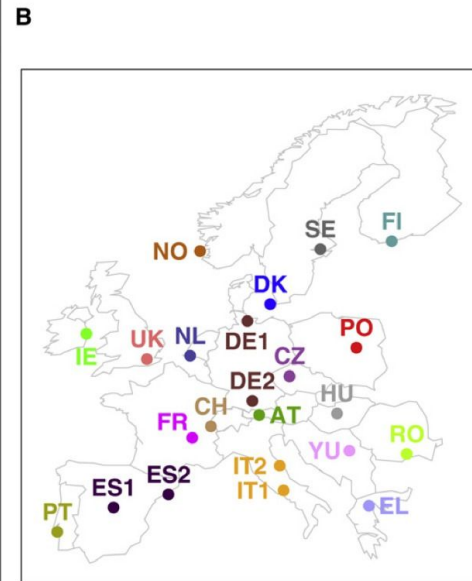 B
SE
FI
NO
DK
PO
UK
NL
DE1
IE
CZ
DE2
HU
CH
AT
FR
RO
YU
IT2
ES2
ES1
IT1
EL
PT